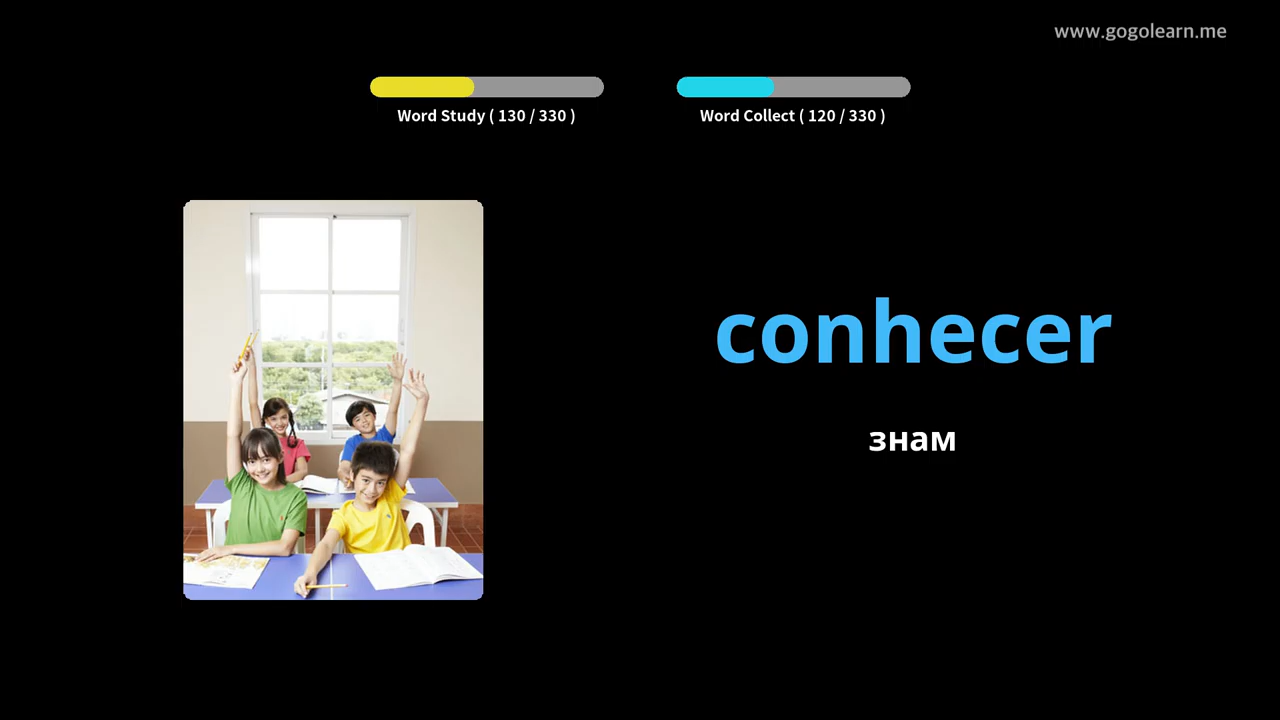 www.gogolearn.me
Word Study ( 130 / 330 )
Word Collect ( 120 / 330 )
conhecer
знам